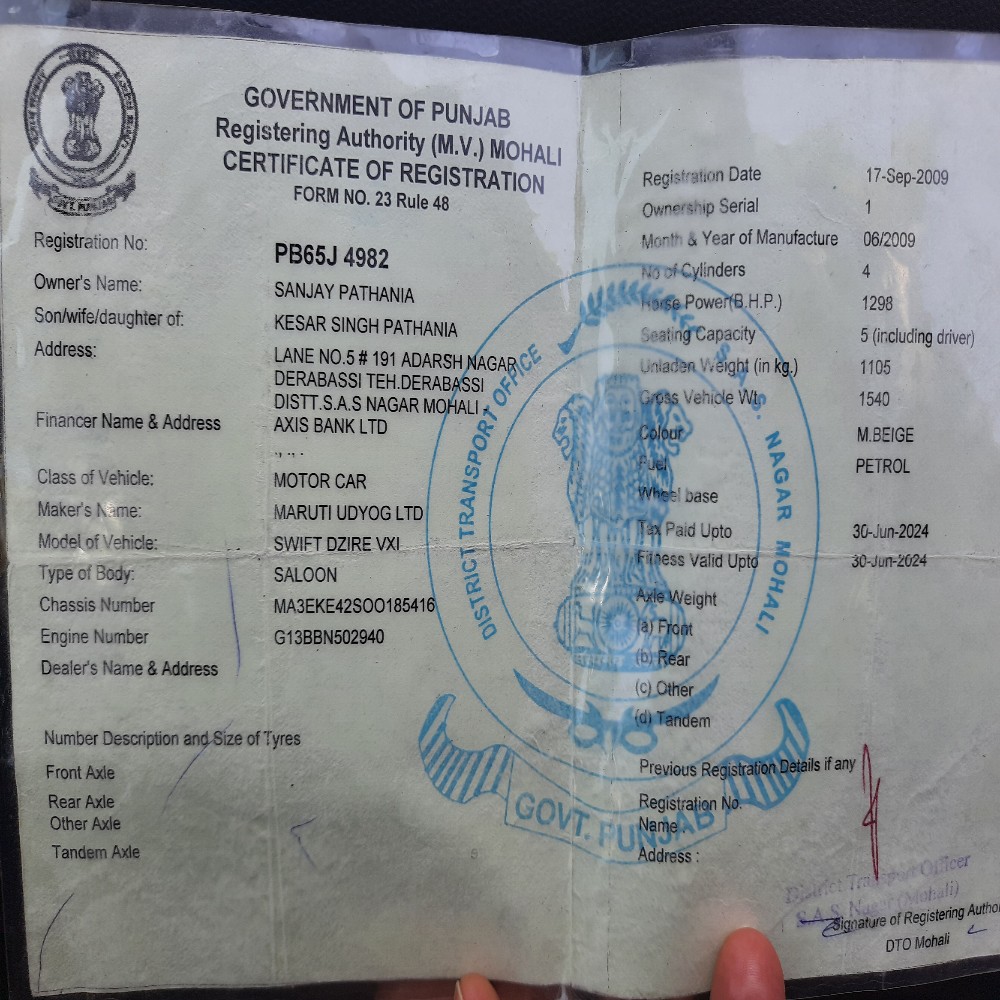 GOVERNMENT OF PUNJAB
Registering Authority (M.V.) MOHALI
CERTIFICATE OF REGISTRATION
FORM NO. 23 Rule 48
Registration No: PB65J 4982
Owner's Name: SANJAY PATHANIA
Son/wife/daughter of: KESAR SINGH PATHANIA
Address: LANE NO.5 # 191 ADARSH NAGAR
DERABASSI TEH.DERABASSI
DISTT.S.A.S NAGAR MOHALI,
Financer Name & Address AXIS BANK LTD
., ., .
Class of Vehicle: MOTOR CAR
Maker's Name: MARUTI UDYOG LTD
Model of Vehicle: SWIFT DZIRE VXI
Type of Body: SALOON
Chassis Number MA3EKE42SOO185416
Engine Number G13BBN502940
Dealer's Name & Address
Number Description and Size of Tyres
Front Axle
Rear Axle
Other Axle
Tandem Axle
Registration Date 17-Sep-2009
Ownership Serial 1
Month & Year of Manufacture 06/2009
No of Cylinders 4
Horse Power(B.H.P.) 1298
Seating Capacity 5 (including driver)
Unladen Weight (in kg.) 1105
Gross Vehicle Wt. 1540
Colour M.BEIGE
Fuel PETROL
Wheel base
Tax Paid Upto 30-Jun-2024
Fitness Valid Upto 30-Jun-2024
Axle Weight
(a) Front
(b) Rear
(c) Other
(d) Tandem
Previous Registration Details if any
Registration No.
Name
Address :
District Transport Officer
S.A.S. Nagar (Mohali)
Signature of Registering Autho
DTO Mohali
DISTRICT TRANSPORT OFFICE S.A.S. NAGAR MOHALI
GOVT. PUNJAB
GOVT. PUNJAB